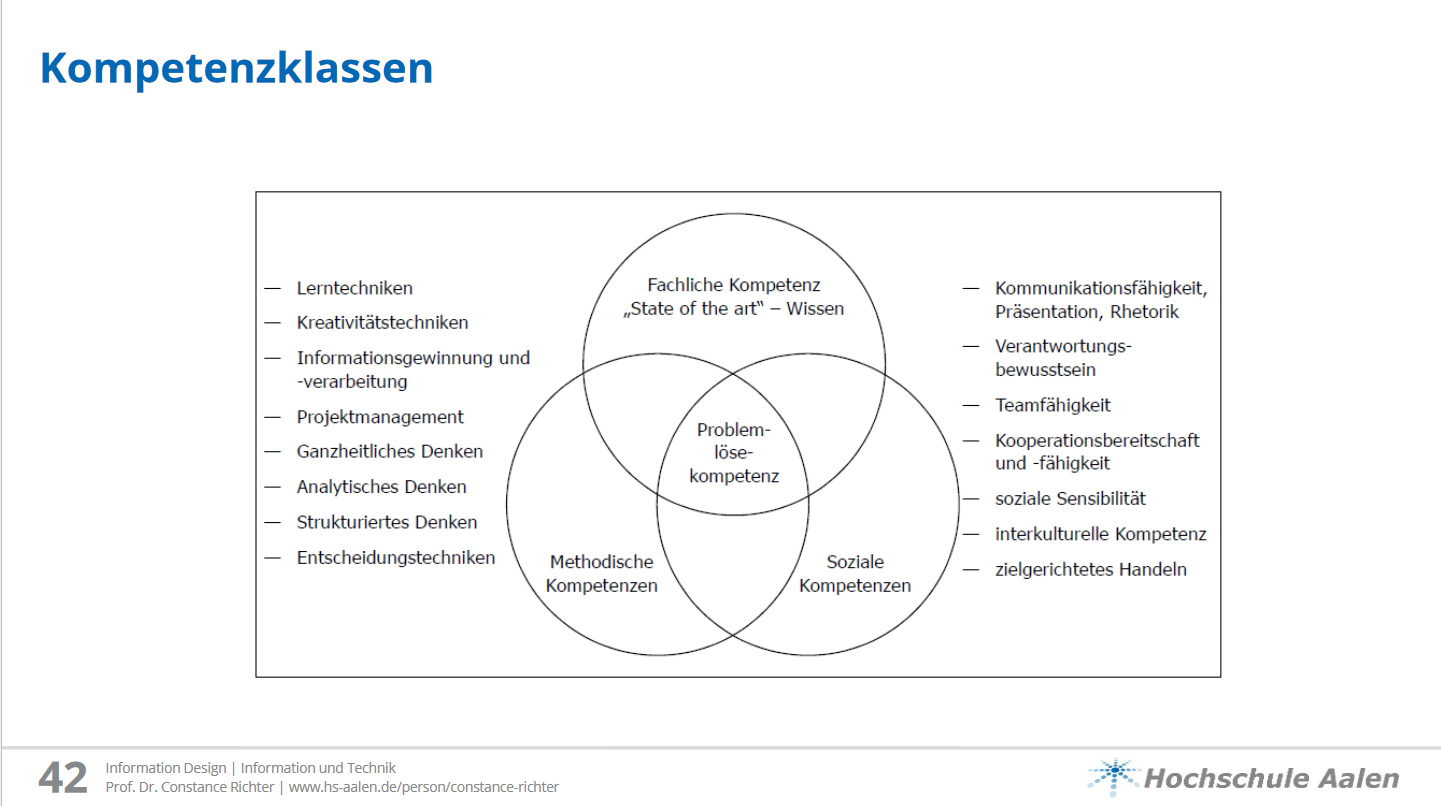 Kompetenzklassen
— Lerntechniken
— Kreativitätstechniken
— Informationsgewinnung und
-verarbeitung
— Projektmanagement
— Ganzheitliches Denken
— Analytisches Denken
— Strukturiertes Denken
— Entscheidungstechniken
Fachliche Kompetenz
„State of the art“ – Wissen
Problem-
löse-
kompetenz
Methodische
Kompetenzen
Soziale
Kompetenzen
— Kommunikationsfähigkeit,
Präsentation, Rhetorik
— Verantwortungs-
bewusstsein
— Teamfähigkeit
— Kooperationsbereitschaft
und -fähigkeit
— soziale Sensibilität
— interkulturelle Kompetenz
— zielgerichtetes Handeln
42
Information Design | Information und Technik
Prof. Dr. Constance Richter | www.hs-aalen.de/person/constance-richter
Hochschule Aalen